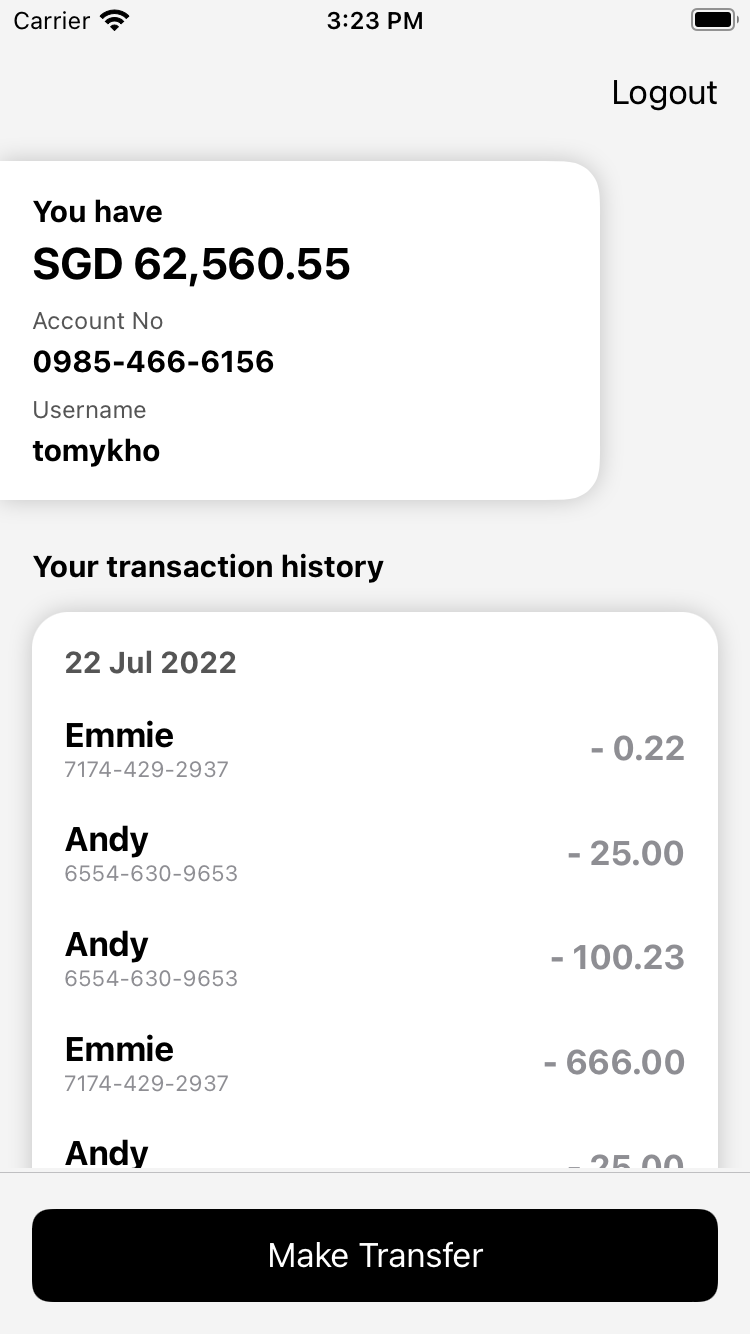 Carrier 3:23 PM
Logout
You have
SGD 62,560.55
Account No
0985-466-6156
Username
tomykho
Your transaction history
22 Jul 2022
Emmie
7174-429-2937
- 0.22
Andy
6554-630-9653
- 25.00
Andy
6554-630-9653
- 100.23
Emmie
7174-429-2937
- 666.00
Andy
- 25.00
Make Transfer